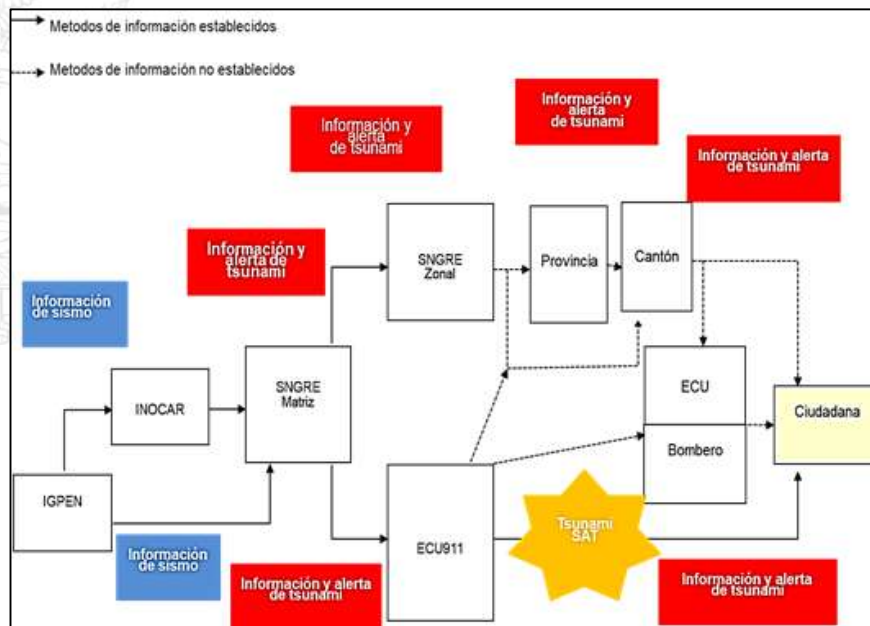 Metodos de información establecidos
Metodos de información no establecidos
Información y
alerta
de tsunami
Información y alerta
de tsunami
Información y alerta
de tsunami
Información y
alerta de
tsunami
SNGRE
Zonal
Provincia
Cantón
Información
de sismo
SNGRE
Matriz
INOCAR
ECU
Ciudadana
Bombero
IGPEN
Tsunami
SAT
Información
de sismo
ECU911
Información y alerta
de tsunami
Información y alerta
de tsunami